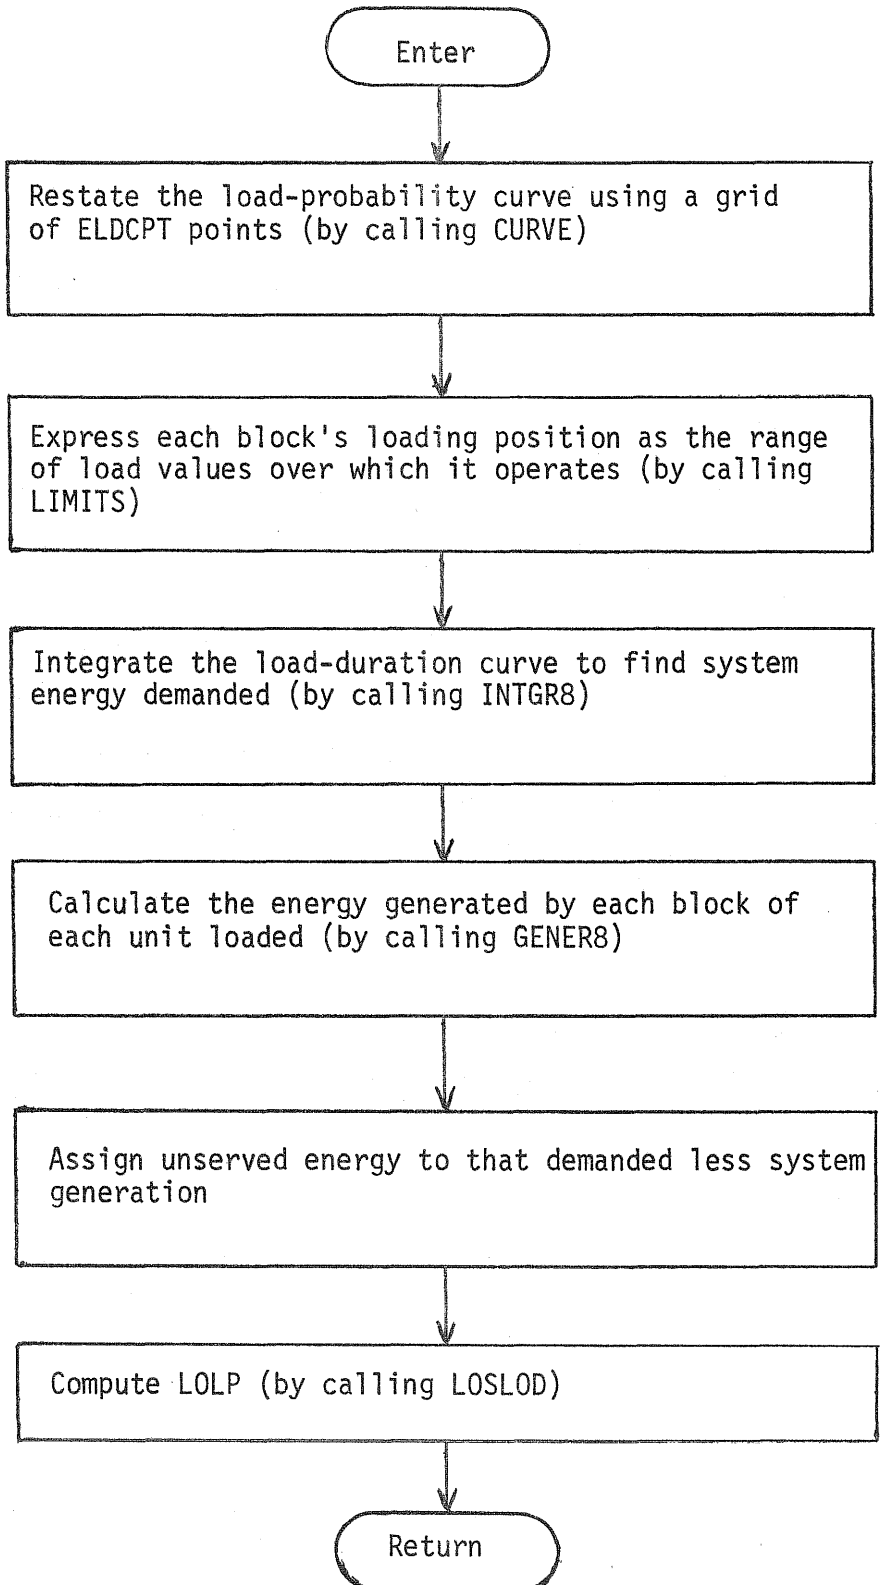 Enter
Restate the load-probability curve using a grid
of ELDCPT points (by calling CURVE)
Express each block's loading position as the range
of load values over which it operates (by calling
LIMITS)
Integrate the load-duration curve to find system
energy demanded (by calling INTGR8)
Calculate the energy generated by each block of
each unit loaded (by calling GENER8)
Assign unserved energy to that demanded less system
generation
Compute LOLP (by calling LOSLOD)
Return